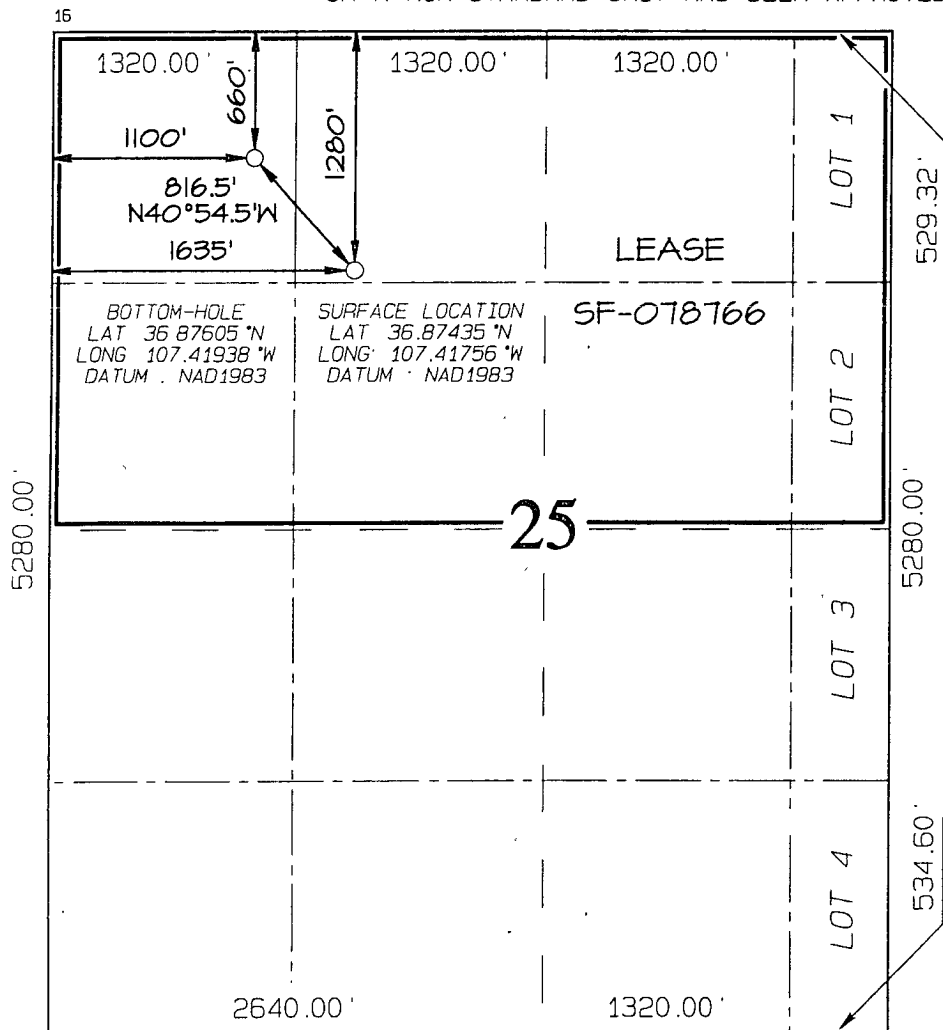 16
1320.00'
1320.00'
1320.00'
660'
1280'
1100'
816.5'
N40°54.5'W
1635'
LOT 1
529.32'
LEASE
SF-078766
BOTTOM-HOLE
LAT 36 87605 °N
LONG 107.41938 °W
DATUM . NAD1983
SURFACE LOCATION
LAT 36.87435 °N
LONG 107.41756 °W
DATUM · NAD1983
LOT 2
5280.00'
25
5280.00'
LOT 3
LOT 4
534.60'
2640.00'
1320.00'